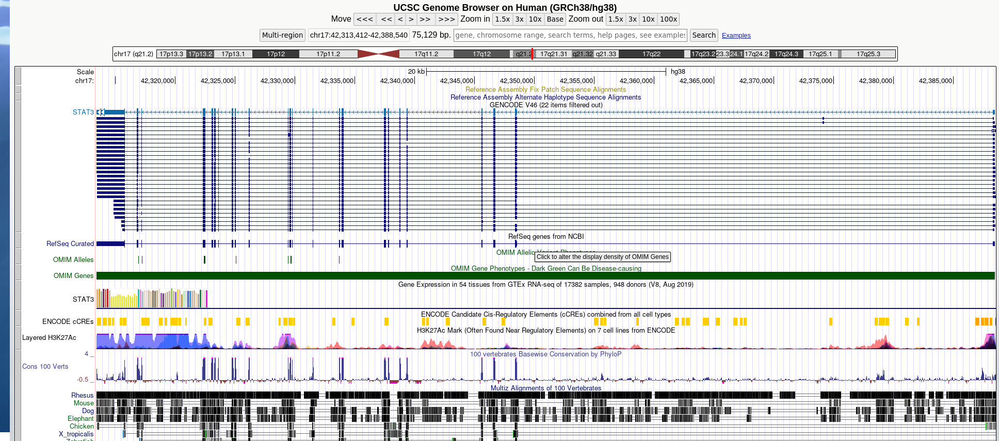 UCSC Genome Browser on Human (GRCh38/hg38)
Move <<< << < > >> >>> Zoom in 1.5x 3x 10x Base Zoom out 1.5x 3x 10x 100x
Multi-region chr17:42,313,412-42,388,540 75,129 bp. gene, chromosome range, search terms, help pages, see examples Search Examples
chr17 (q21.2) 17p13.3 17p13.2 17p13.1 17p12 17p11.2 17q11.2 17q12 q21.2 17q21.31 q21.32 q21.33 17q22 17q23.2 23.3 24.1 17q24.2 17q24.3 17q25.1 17q25.3
Scale 20 kb hg38
chr17: 42,320,000 42,325,000 42,330,000 42,335,000 42,340,000 42,345,000 42,350,000 42,355,000 42,360,000 42,365,000 42,370,000 42,375,000 42,380,000 42,385,000
Reference Assembly Fix Patch Sequence Alignments
Reference Assembly Alternate Haplotype Sequence Alignments
GENCODE V46 (22 items filtered out)
STAT3
RefSeq genes from NCBI
RefSeq Curated
OMIM Allelic Variant Phenotypes
Click to alter the display density of OMIM Genes
OMIM Alleles
OMIM Gene Phenotypes - Dark Green Can Be Disease-causing
OMIM Genes
Gene Expression in 54 tissues from GTEx RNA-seq of 17382 samples, 948 donors (V8, Aug 2019)
STAT3
ENCODE Candidate Cis-Regulatory Elements (cCREs) combined from all cell types
ENCODE cCREs
H3K27Ac Mark (Often Found Near Regulatory Elements) on 7 cell lines from ENCODE
Layered H3K27Ac
100 vertebrates Basewise Conservation by PhyloP
4 _
Cons 100 Verts
-0.5 _
Multiz Alignments of 100 Vertebrates
Rhesus
Mouse
Dog
Elephant
Chicken
X_tropicalis
Zebrafish